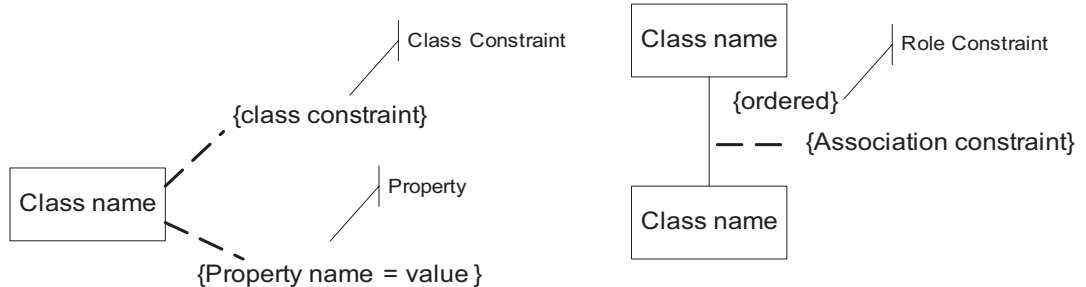 Class Constraint
{class constraint}
Class name
Property
{Property name = value }
Class name
Role Constraint
{ordered}
{Association constraint}
Class name